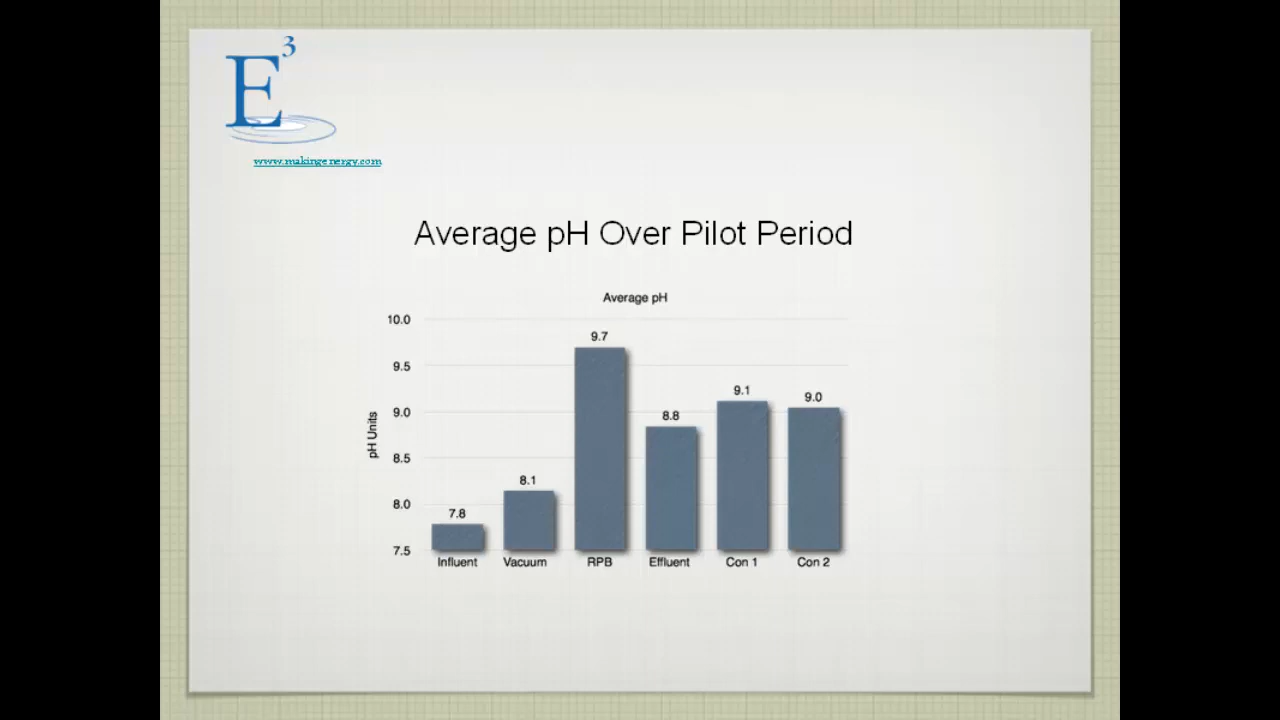 E3
www.makingenergy.com
Average pH Over Pilot Period
Average pH
10.0
9.5
9.0
8.5
8.0
7.5
pH Units
7.8
8.1
9.7
8.8
9.1
9.0
Influent Vacuum RPB Effluent Con 1 Con 2